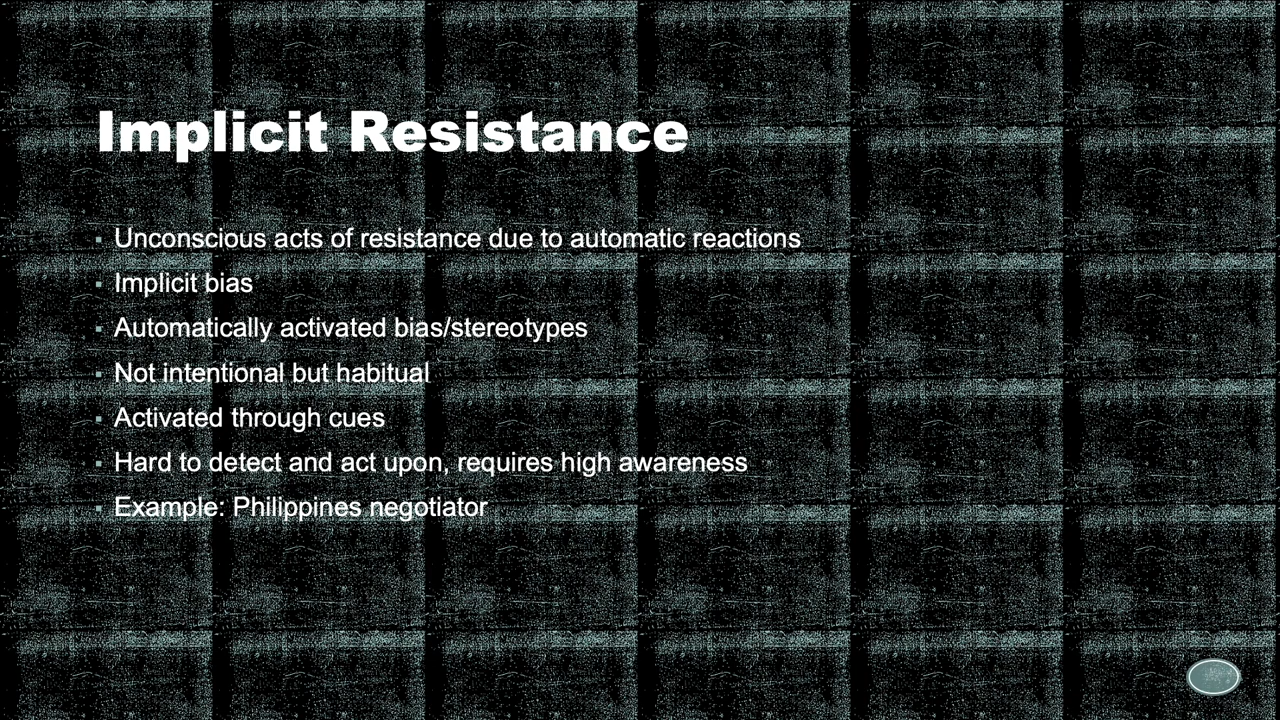 Implicit Resistance
Unconscious acts of resistance due to automatic reactions
Implicit bias
Automatically activated bias/stereotypes
Not intentional but habitual
Activated through cues
Hard to detect and act upon, requires high awareness
Example: Philippines negotiator